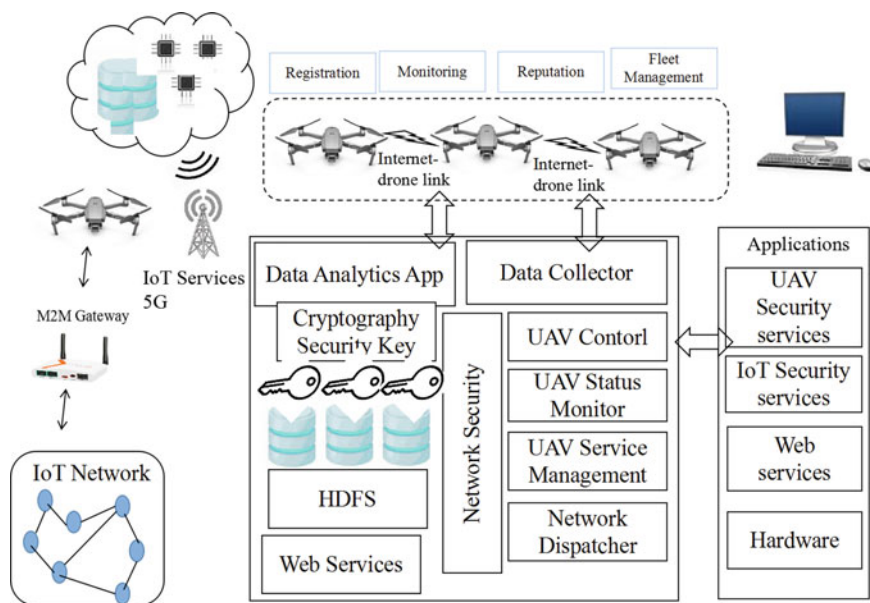 Registration
Monitoring
Reputation
Fleet
Management
Internet-
drone link
Internet-
drone link
IoT Services
5G
M2M Gateway
IoT Network
Data Analytics App
Data Collector
Cryptography
Security Key
HDFS
Web Services
Network Security
UAV Contorl
UAV Status
Monitor
UAV Service
Management
Network
Dispatcher
Applications
UAV
Security
services
IoT Security
services
Web
services
Hardware